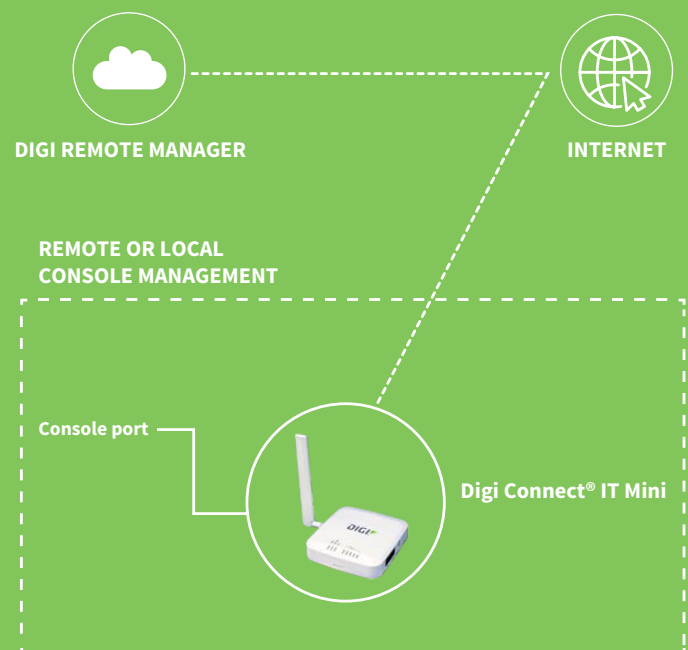 DIGI REMOTE MANAGER
INTERNET
REMOTE OR LOCAL
CONSOLE MANAGEMENT
Console port
Digi Connect® IT Mini
DIGI